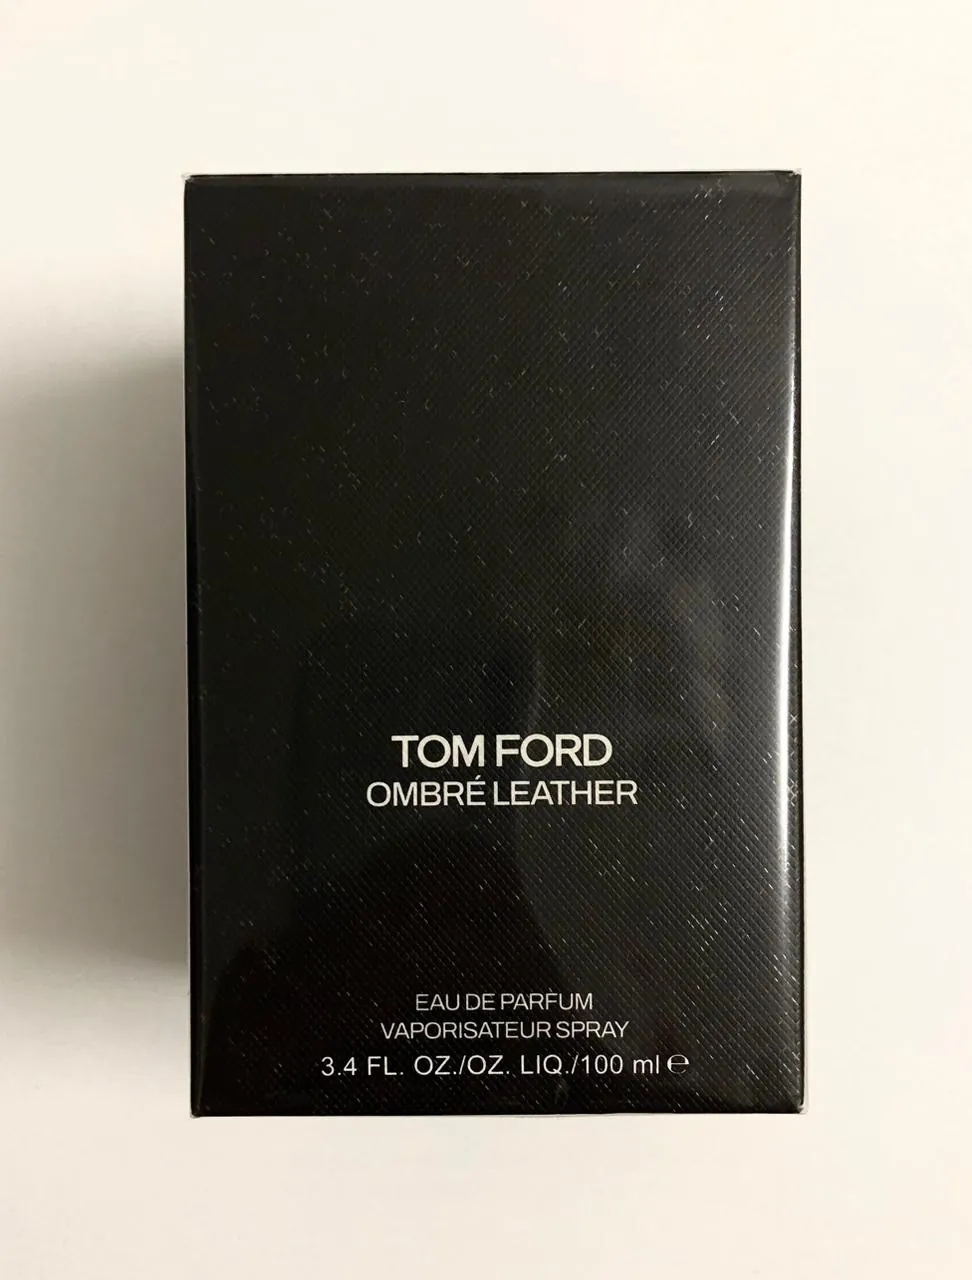 TOM FORD
OMBRÉ LEATHER
EAU DE PARFUM
VAPORISATEUR SPRAY
3.4 FL. OZ./OZ. LIQ./100 ml ℮